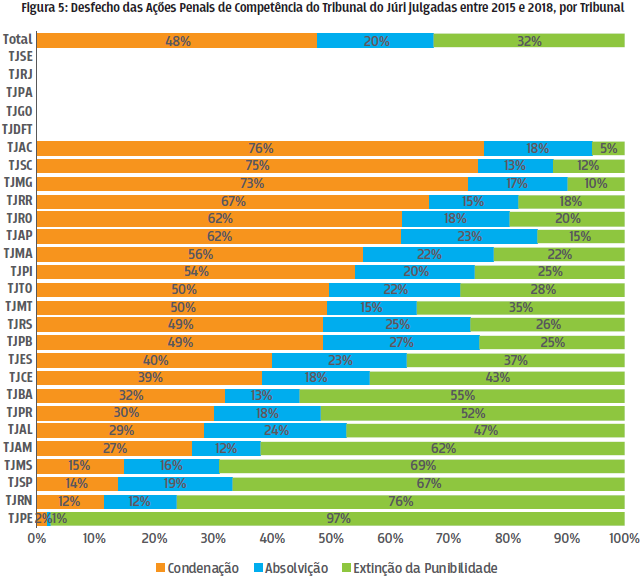 Figura 5: Desfecho das Ações Penais de Competência do Tribunal do Júri julgadas entre 2015 e 2018, por Tribunal
Total 48% 20% 32%
TJSE
TJRJ
TJPA
TJGO
TJDFT
TJAC 76% 18% 5%
TJSC 75% 13% 12%
TJMG 73% 17% 10%
TJRR 67% 15% 18%
TJRO 62% 18% 20%
TJAP 62% 23% 15%
TJMA 56% 22% 22%
TJPI 54% 20% 25%
TJTO 50% 22% 28%
TJMT 50% 15% 35%
TJRS 49% 25% 26%
TJPB 49% 27% 25%
TJES 40% 23% 37%
TJCE 39% 18% 43%
TJBA 32% 13% 55%
TJPR 30% 18% 52%
TJAL 29% 24% 47%
TJAM 27% 12% 62%
TJMS 15% 16% 69%
TJSP 14% 19% 67%
TJRN 12% 12% 76%
TJPE 2% 1% 97%
0% 10% 20% 30% 40% 50% 60% 70% 80% 90% 100%
Condenação Absolvição Extinção da Punibilidade